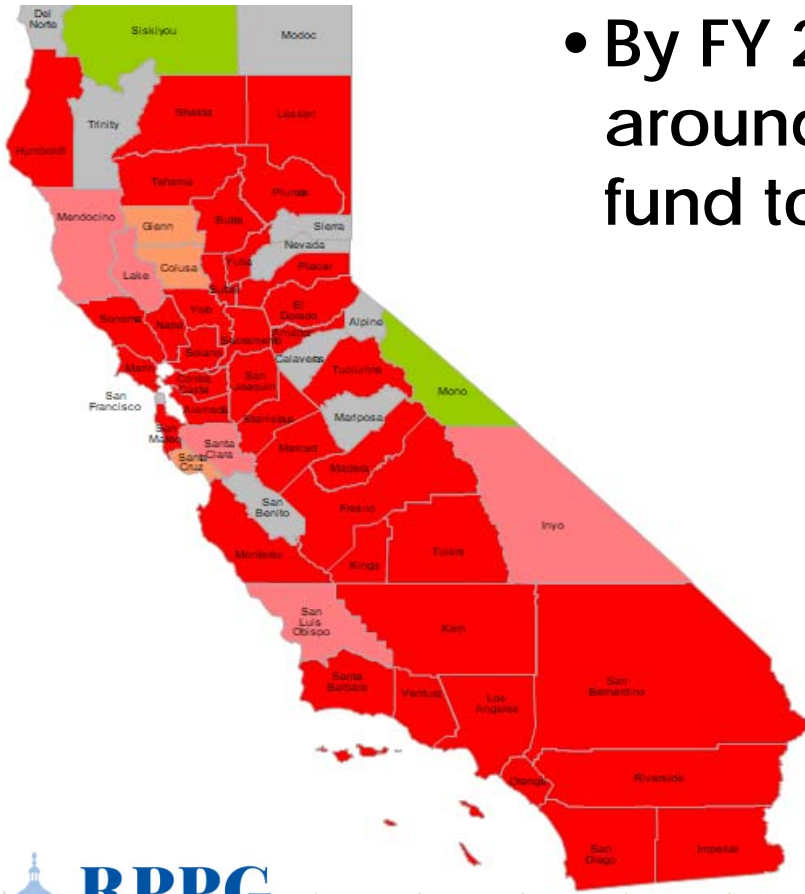 Del
Norte
Siskiyou
Modoc
• By FY 2
around
fund to
Humboldt
Trinity
Shasta
Lassen
Tehama
Plumas
Mendocino
Glenn
Butte
Sierra
Nevada
Lake
Colusa
Yuba
Placer
Sutter
Sonoma
Napa
Yolo
El
Dorado
Sacramento
Amador
Alpine
Solano
Calaveras
Marin
Contra
Costa
San
Joaquin
Tuolumne
Mono
San
Francisco
Alameda
Stanislaus
Mariposa
San
Mateo
Santa
Clara
Merced
Santa
Cruz
Madera
San
Benito
Fresno
Inyo
Monterey
Kings
Tulare
San
Luis
Obispo
Kern
San
Bernardino
Santa
Barbara
Ventura
Los
Angeles
Orange
Riverside
San
Diego
Imperial